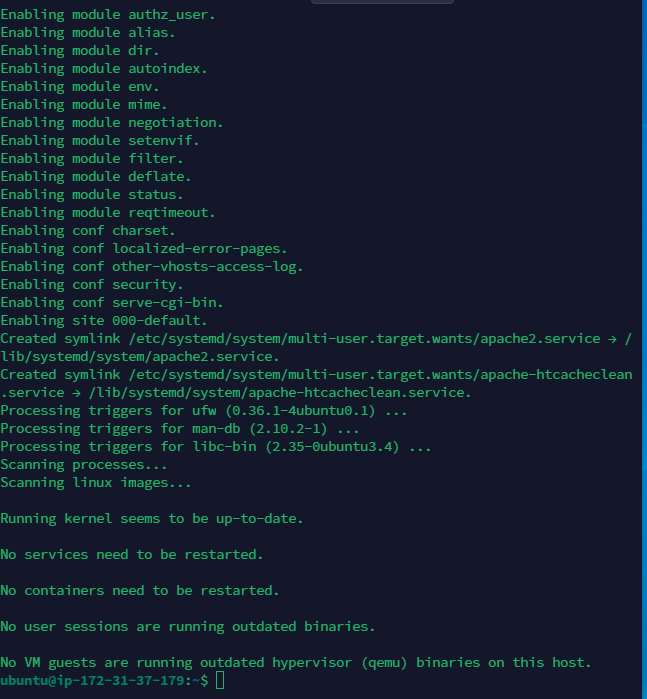 Enabling module authz_user.
Enabling module alias.
Enabling module dir.
Enabling module autoindex.
Enabling module env.
Enabling module mime.
Enabling module negotiation.
Enabling module setenvif.
Enabling module filter.
Enabling module deflate.
Enabling module status.
Enabling module reqtimeout.
Enabling conf charset.
Enabling conf localized-error-pages.
Enabling conf other-vhosts-access-log.
Enabling conf security.
Enabling conf serve-cgi-bin.
Enabling site 000-default.
Created symlink /etc/systemd/system/multi-user.target.wants/apache2.service → /
lib/systemd/system/apache2.service.
Created symlink /etc/systemd/system/multi-user.target.wants/apache-htcacheclean
.service → /lib/systemd/system/apache-htcacheclean.service.
Processing triggers for ufw (0.36.1-4ubuntu0.1) ...
Processing triggers for man-db (2.10.2-1) ...
Processing triggers for libc-bin (2.35-0ubuntu3.4) ...
Scanning processes...
Scanning linux images...
Running kernel seems to be up-to-date.
No services need to be restarted.
No containers need to be restarted.
No user sessions are running outdated binaries.
No VM guests are running outdated hypervisor (qemu) binaries on this host.
ubuntu@ip-172-31-37-179:~$